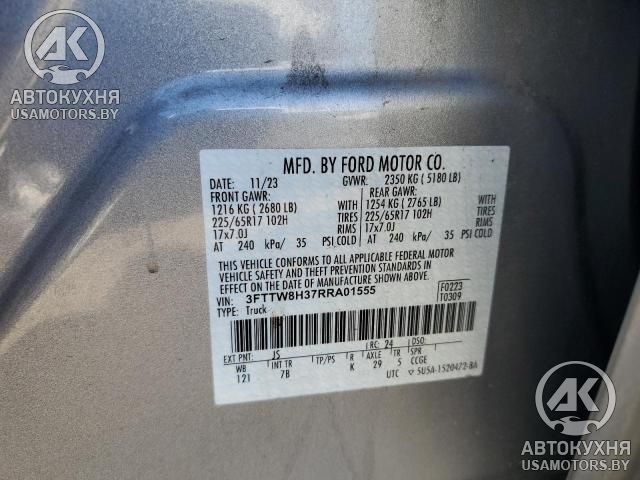 AK
АВТОКУХНЯ
USAMOTORS.BY
MFD. BY FORD MOTOR CO.
DATE: 11/23 GVWR: 2350 KG ( 5180 LB)
FRONT GAWR: REAR GAWR:
1216 KG ( 2680 LB) 1254 KG ( 2765 LB)
225/65R17 102H TIRES 225/65R17 102H TIRES
17x7.0J RIMS 17x7.0J RIMS
AT 240 kPa/ 35 PSI COLD AT 240 kPa/ 35 PSI COLD
THIS VEHICLE CONFORMS TO ALL APPLICABLE FEDERAL MOTOR
VEHICLE SAFETY AND THEFT PREVENTION STANDARDS IN
EFFECT ON THE DATE OF MANUFACTURE SHOWN ABOVE.
VIN: 3FTTW8H37RRA01555 F0223
TYPE: Truck T0309
EXT PNT: JS RC: 24 DSO:
WB INT TR TP/PS R AXLE TR SPR
121 7B K 29 5 CCGE
UTC ▽ 5U5A-1520472-BA
AK
АВТОКУХНЯ
USAMOTORS.BY